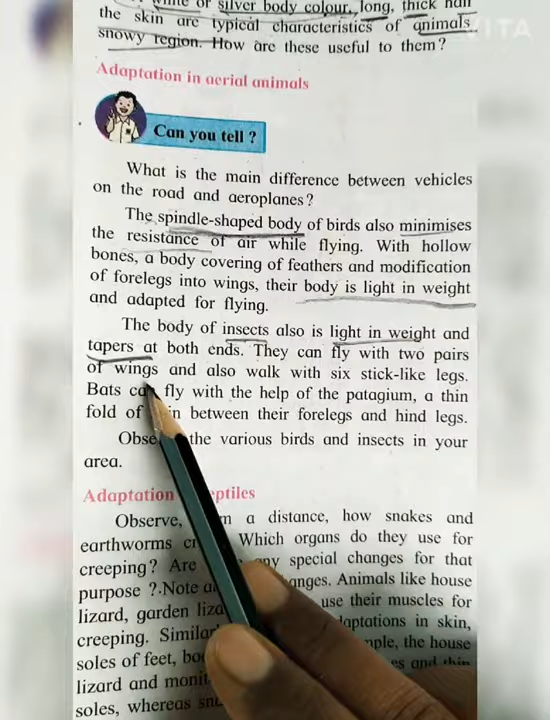 white or silver body colour, long, thick hair
the skin are typical characteristics of animals
snowy region. How are these useful to them?
VITA
Adaptation in aerial animals
Can you tell ?
What is the main difference between vehicles
on the road and aeroplanes?
The spindle-shaped body of birds also minimises
the resistance of air while flying. With hollow
bones, a body covering of feathers and modification
of forelegs into wings, their body is light in weight
and adapted for flying.
The body of insects also is light in weight and
tapers at both ends. They can fly with two pairs
of wings and also walk with six stick-like legs.
Bats can fly with the help of the patagium, a thin
fold of in between their forelegs and hind legs.
the various birds and insects in your
area.
Adaptation
Observe, a distance, how snakes and
earthworms Which organs do they use for
creeping? Are any special changes for that
purpose ? Note Animals like house
lizard, garden use their muscles for
creeping. in skin,
soles of feet, the house
lizard and and thin
soles, whereas